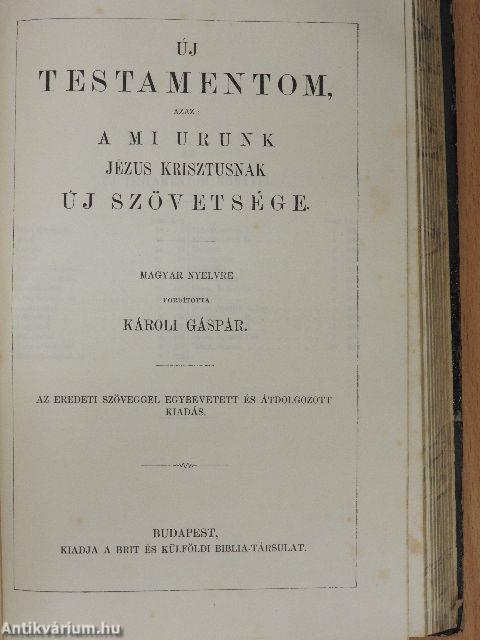 ÚJ
TESTAMENTOM,
AZAZ:
A MI URUNK
JÉZUS KRISZTUSNAK
ÚJ SZÖVETSÉGE.
MAGYAR NYELVRE
FORDÍTOTTA
KÁROLI GÁSPÁR.
AZ EREDETI SZÖVEGGEL EGYBEVETETT ÉS ÁTDOLGOZOTT
KIADÁS.
BUDAPEST,
KIADJA A BRIT ÉS KÜLFÖLDI BIBLIA-TÁRSULAT.
Antikvárium.hu